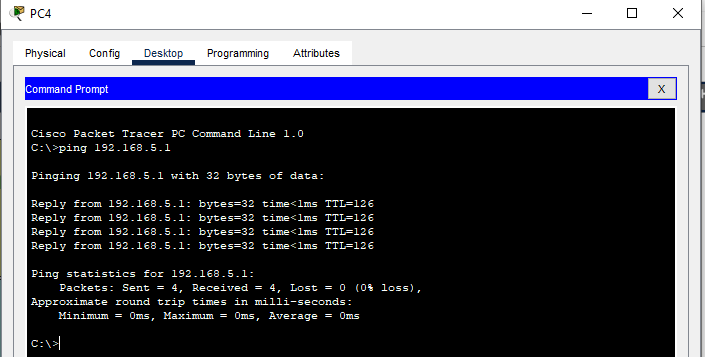 PC4
Physical Config Desktop Programming Attributes
Command Prompt X
Cisco Packet Tracer PC Command Line 1.0
C:\>ping 192.168.5.1
Pinging 192.168.5.1 with 32 bytes of data:
Reply from 192.168.5.1: bytes=32 time<1ms TTL=126
Reply from 192.168.5.1: bytes=32 time<1ms TTL=126
Reply from 192.168.5.1: bytes=32 time<1ms TTL=126
Reply from 192.168.5.1: bytes=32 time<1ms TTL=126
Ping statistics for 192.168.5.1:
Packets: Sent = 4, Received = 4, Lost = 0 (0% loss),
Approximate round trip times in milli-seconds:
Minimum = 0ms, Maximum = 0ms, Average = 0ms
C:\>